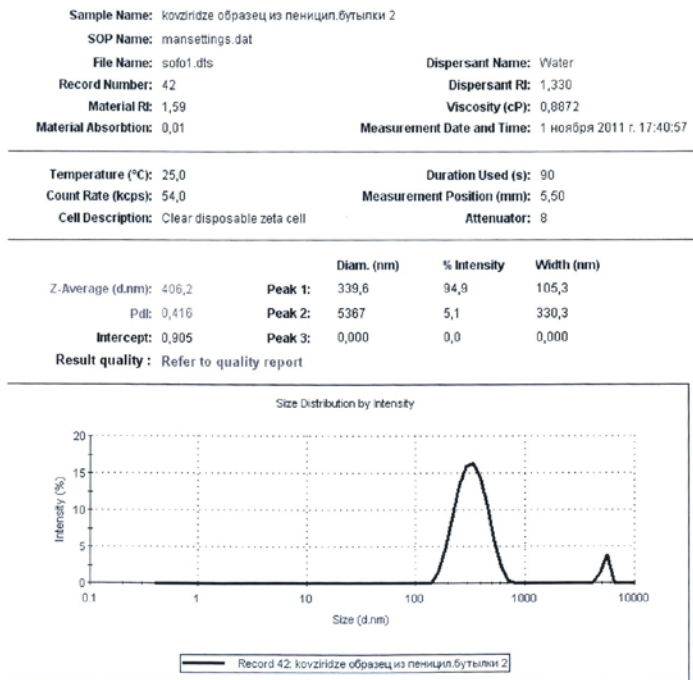 Sample Name: kovziridze образец из пеницил.бутылки 2
SOP Name: mansettings.dat
File Name: sofo1.dts Dispersant Name: Water
Record Number: 42 Dispersant RI: 1,330
Material RI: 1,59 Viscosity (cP): 0,8872
Material Absorbtion: 0,01 Measurement Date and Time: 1 ноября 2011 г. 17:40:57
Temperature (°C): 25,0 Duration Used (s): 90
Count Rate (kcps): 54,0 Measurement Position (mm): 5,50
Cell Description: Clear disposable zeta cell Attenuator: 8
Diam. (nm) % Intensity Width (nm)
Z-Average (d.nm): 406,2 Peak 1: 339,6 94,9 105,3
PdI: 0,416 Peak 2: 5367 5,1 330,3
Intercept: 0,905 Peak 3: 0,000 0,0 0,000
Result quality : Refer to quality report
Size Distribution by Intensity
20
15
10
5
0
Intensity (%)
0.1 1 10 100 1000 10000
Size (d.nm)
Record 42: kovziridze образец из пеницил.бутылки 2